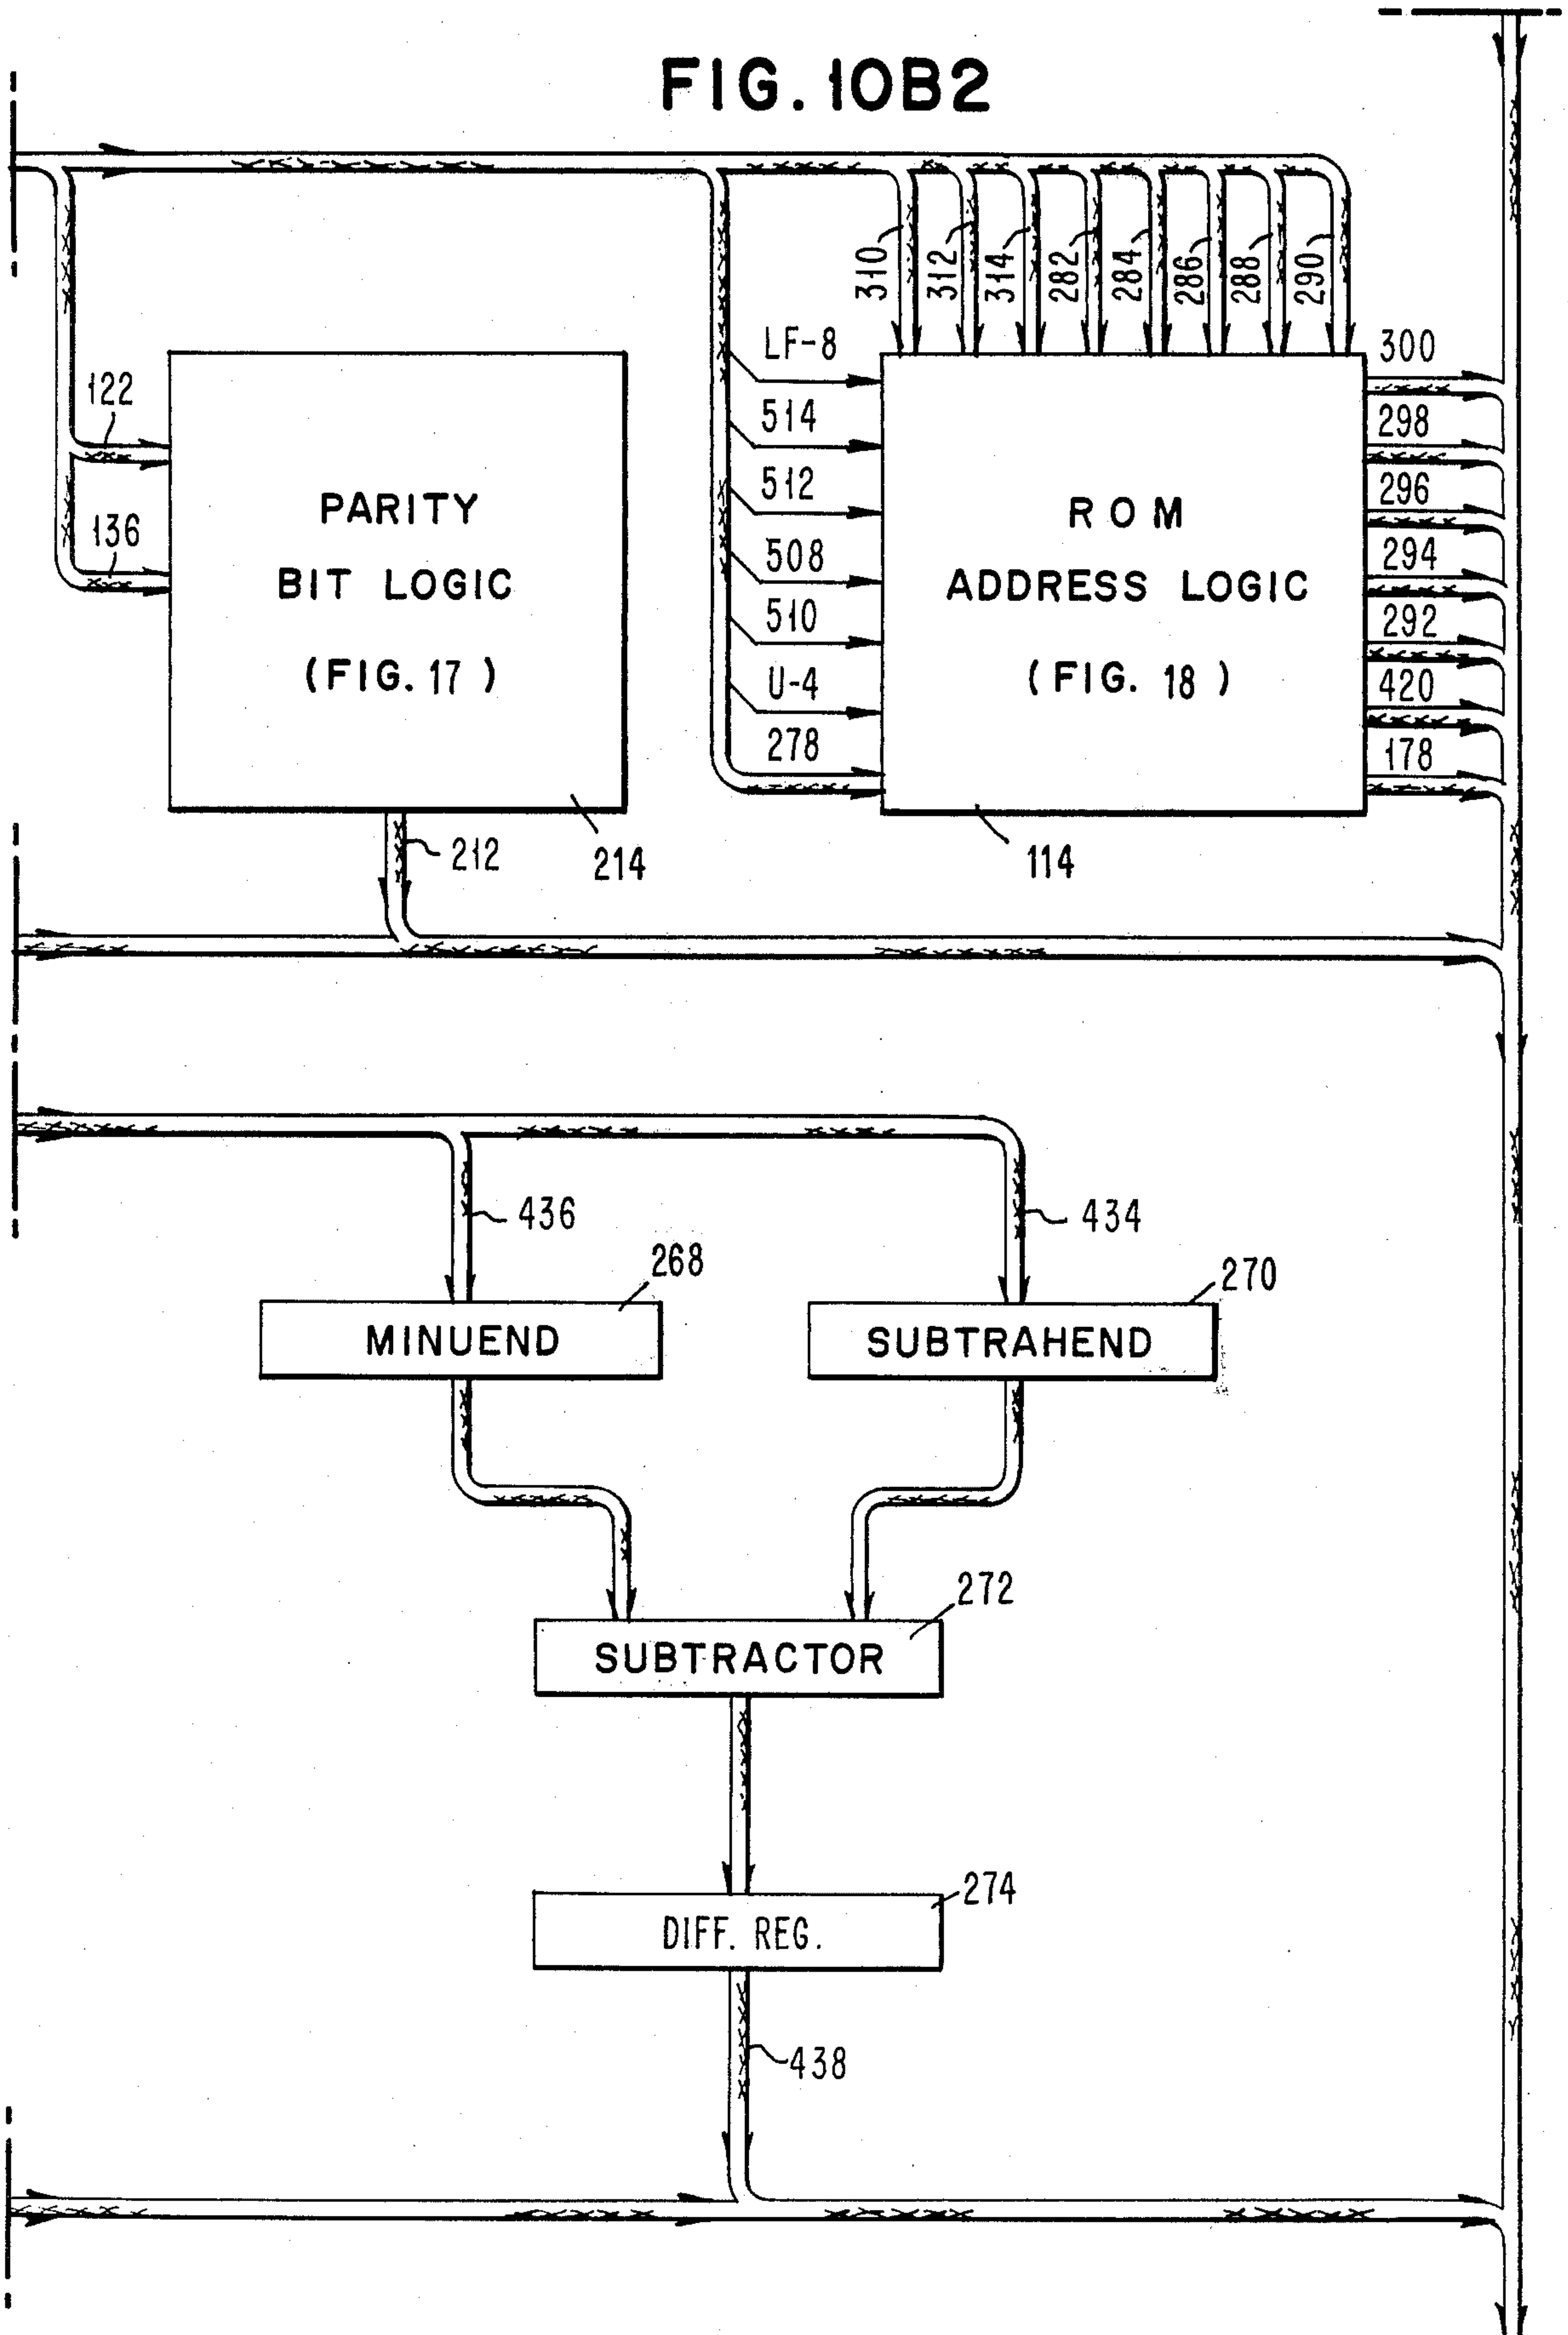 FIG. 10B2
310
312
314
282
284
286
288
290
LF-8
514
512
508
510
U-4
278
300
298
296
294
292
420
178
122
136
PARITY
BIT LOGIC
(FIG. 17)
ROM
ADDRESS LOGIC
(FIG. 18)
212
214
114
436
434
268
270
MINUEND
SUBTRAHEND
272
SUBTRACTOR
274
DIFF. REG.
438